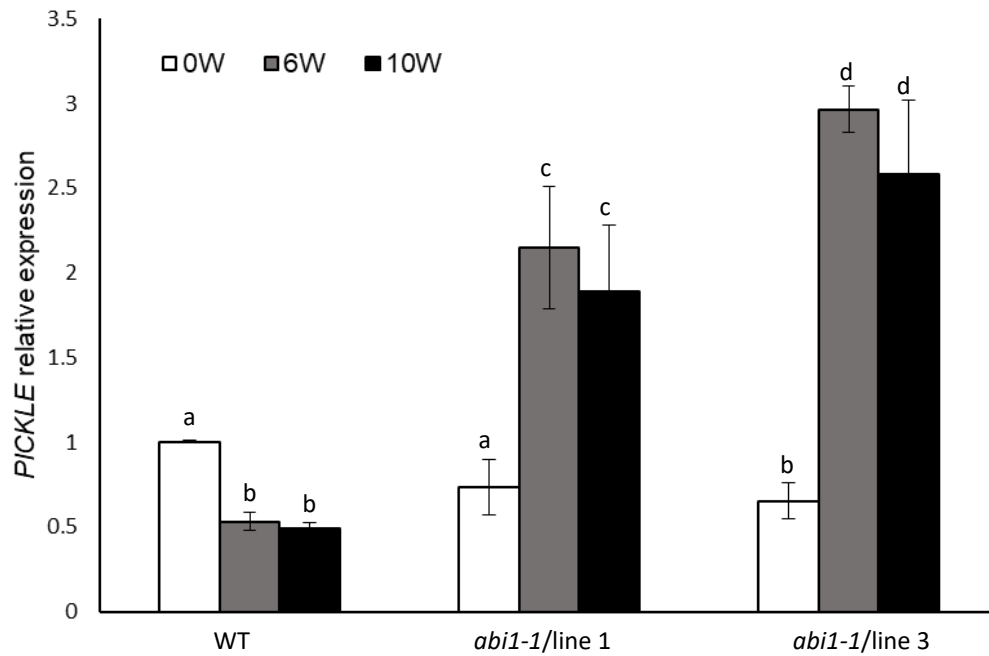 3.5
0W 6W 10W
3
2.5
2
1.5
1
0.5
0
PICKLE relative expression
a
b
b
a
c
c
b
d
d
WT abi1-1/line 1 abi1-1/line 3